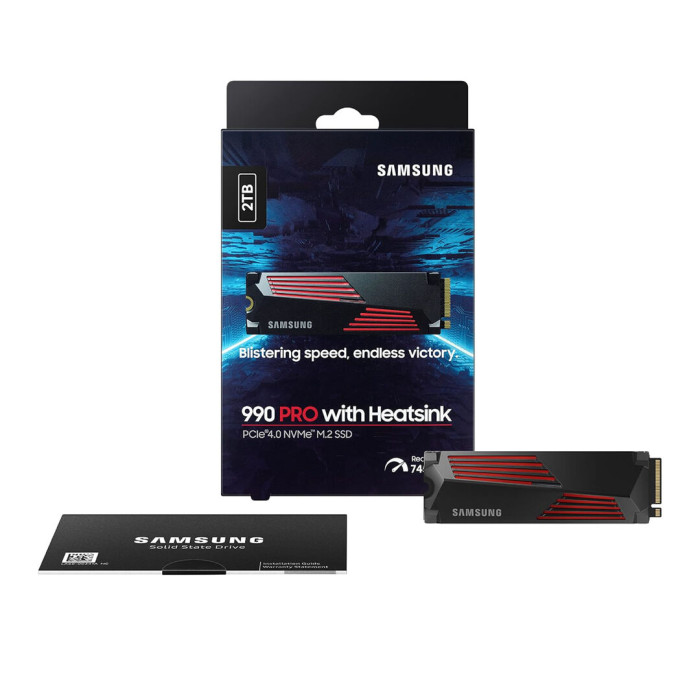 SAMSUNG
2TB
SAMSUNG
Blistering speed, endless victory.
990 PRO with Heatsink
PCIe® 4.0 NVMe™ M.2 SSD
SAMSUNG
SAMSUNG
Solid State Drive
Installation Guide
Warranty Statement